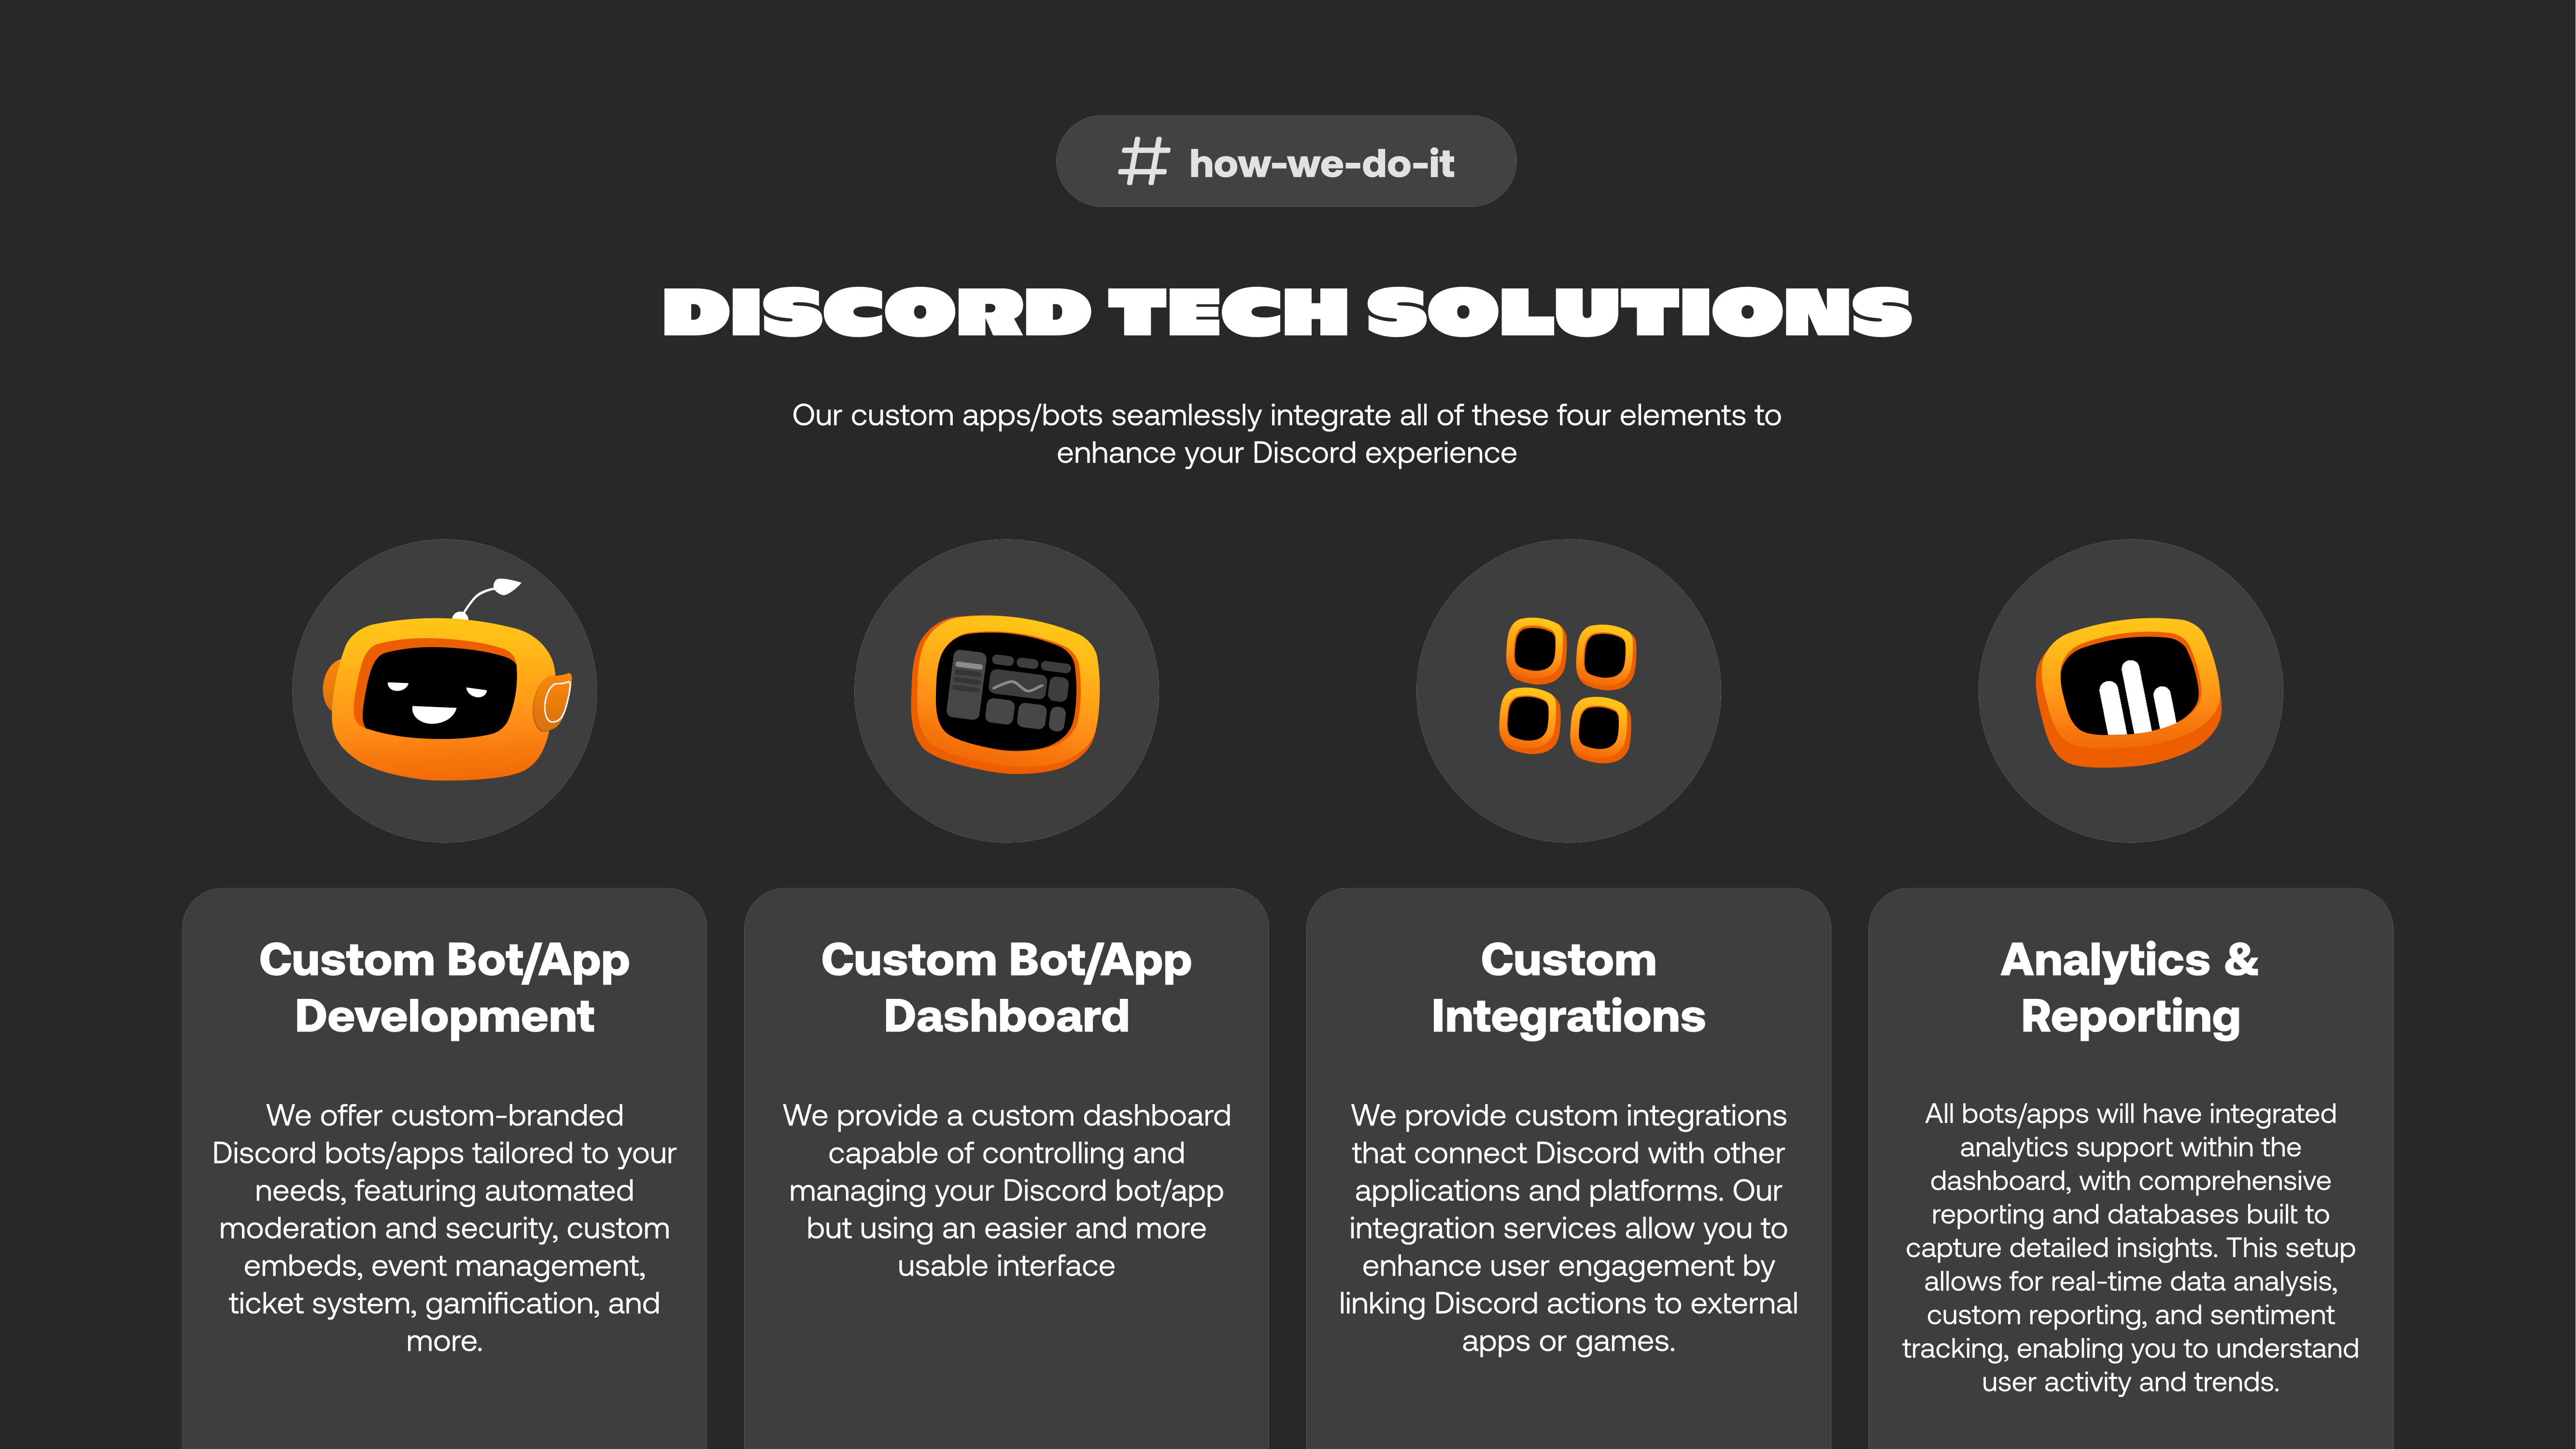 # how-we-do-it
DISCORD TECH SOLUTIONS
Our custom apps/bots seamlessly integrate all of these four elements to
enhance your Discord experience
Custom Bot/App
Development
We offer custom-branded
Discord bots/apps tailored to your
needs, featuring automated
moderation and security, custom
embeds, event management,
ticket system, gamification, and
more.
Custom Bot/App
Dashboard
We provide a custom dashboard
capable of controlling and
managing your Discord bot/app
but using an easier and more
usable interface
Custom
Integrations
We provide custom integrations
that connect Discord with other
applications and platforms. Our
integration services allow you to
enhance user engagement by
linking Discord actions to external
apps or games.
Analytics &
Reporting
All bots/apps will have integrated
analytics support within the
dashboard, with comprehensive
reporting and databases built to
capture detailed insights. This setup
allows for real-time data analysis,
custom reporting, and sentiment
tracking, enabling you to understand
user activity and trends.